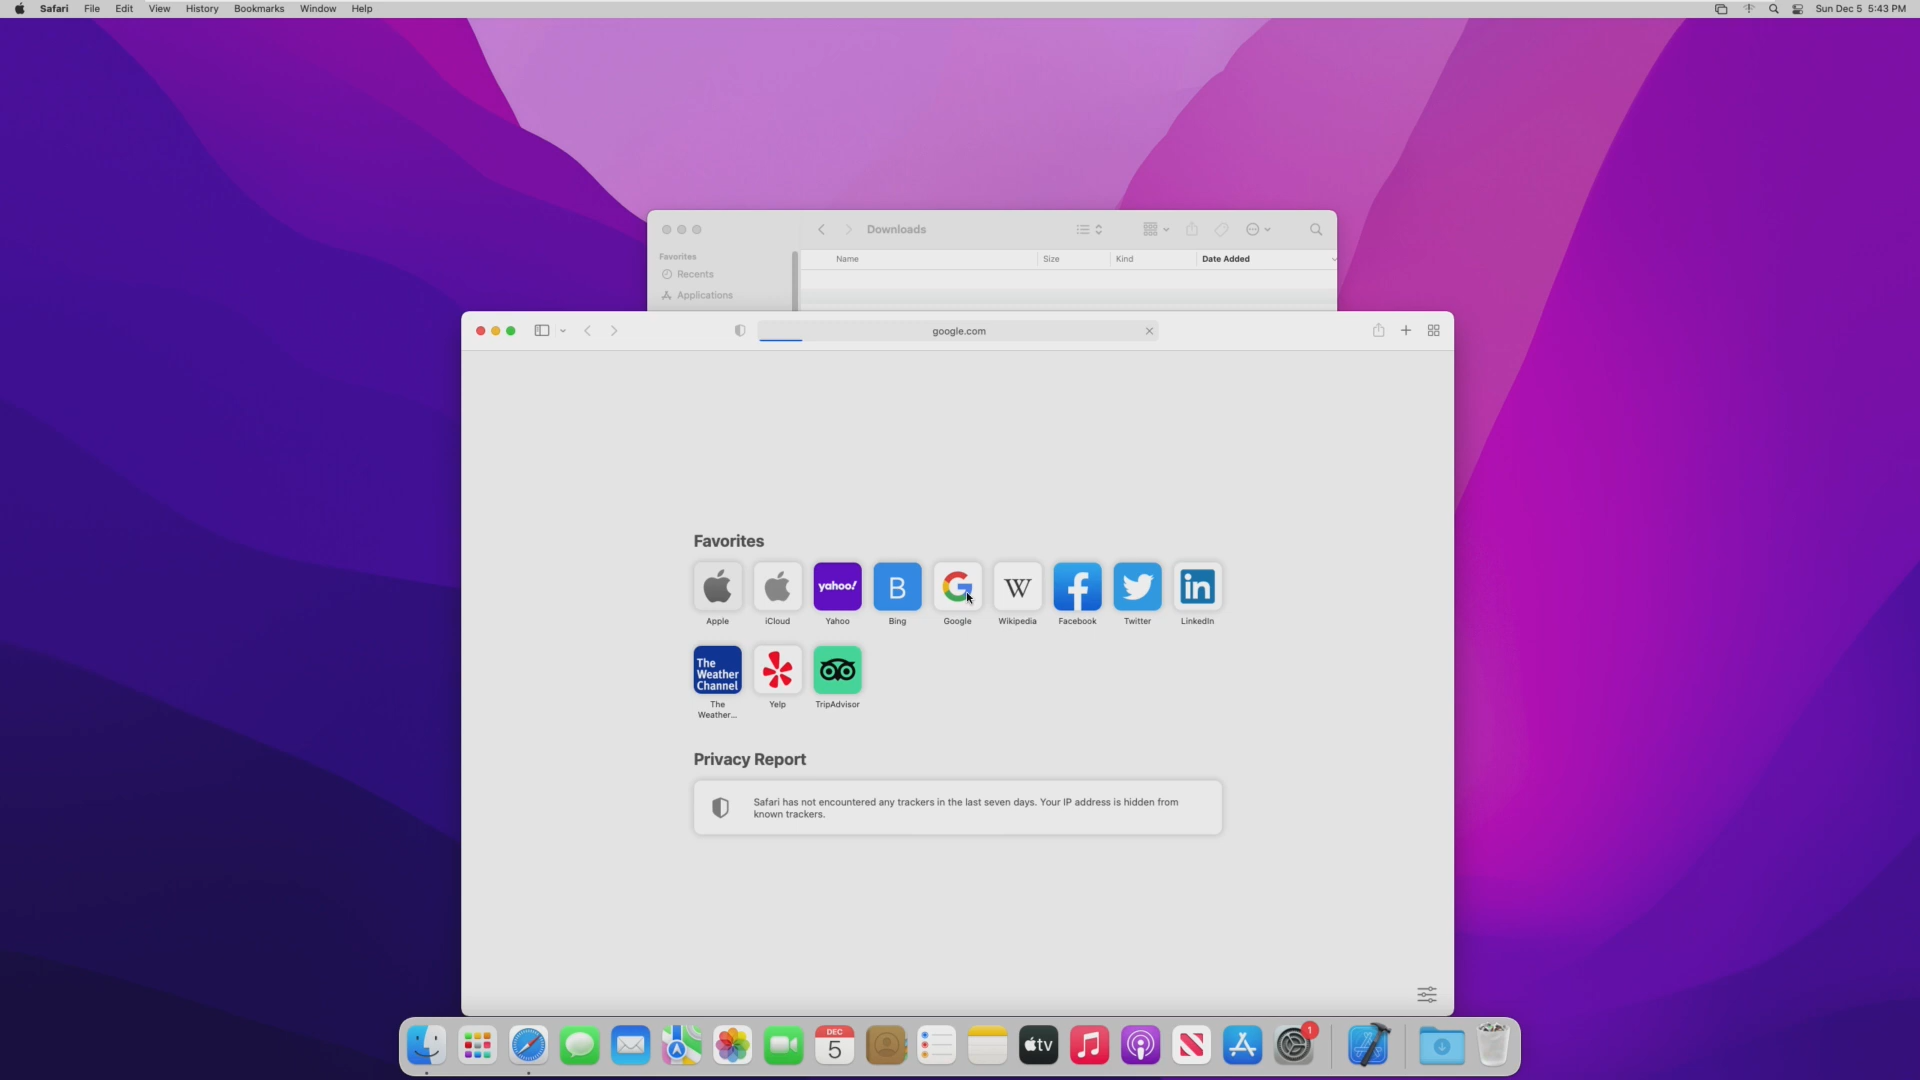 Safari File Edit View History Bookmarks Window Help Sun Dec 5 5:43 PM
Downloads
Favorites
Recents
Applications
Name Size Kind Date Added
google.com
Favorites
yahoo! B W f in
Apple iCloud Yahoo Bing Google Wikipedia Facebook Twitter LinkedIn
The
Weather
Channel
The
Weather...
Yelp TripAdvisor
Privacy Report
Safari has not encountered any trackers in the last seven days. Your IP address is hidden from
known trackers.
DEC
5
tv
1